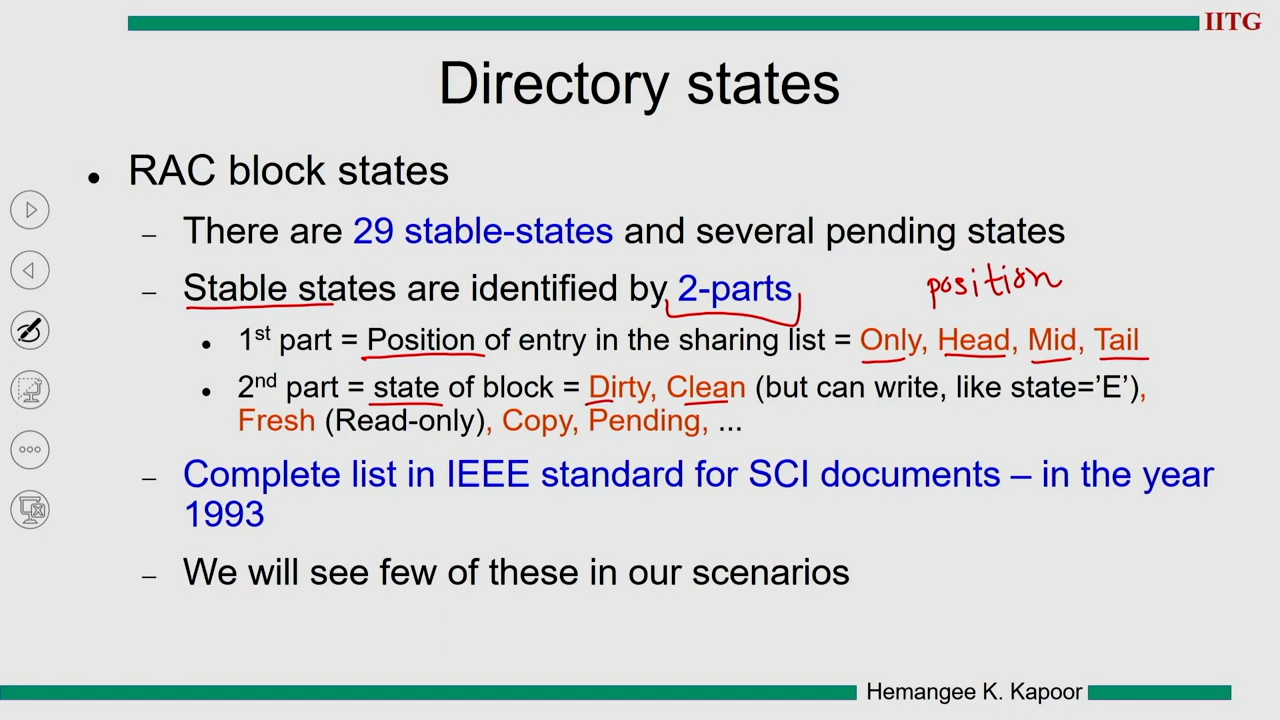 IITG
Directory states
• RAC block states
– There are 29 stable-states and several pending states
– Stable states are identified by 2-parts
position
• 1st part = Position of entry in the sharing list = Only, Head, Mid, Tail
• 2nd part = state of block = Dirty, Clean (but can write, like state='E'),
Fresh (Read-only), Copy, Pending, ...
– Complete list in IEEE standard for SCI documents – in the year
1993
– We will see few of these in our scenarios
Hemangee K. Kapoor